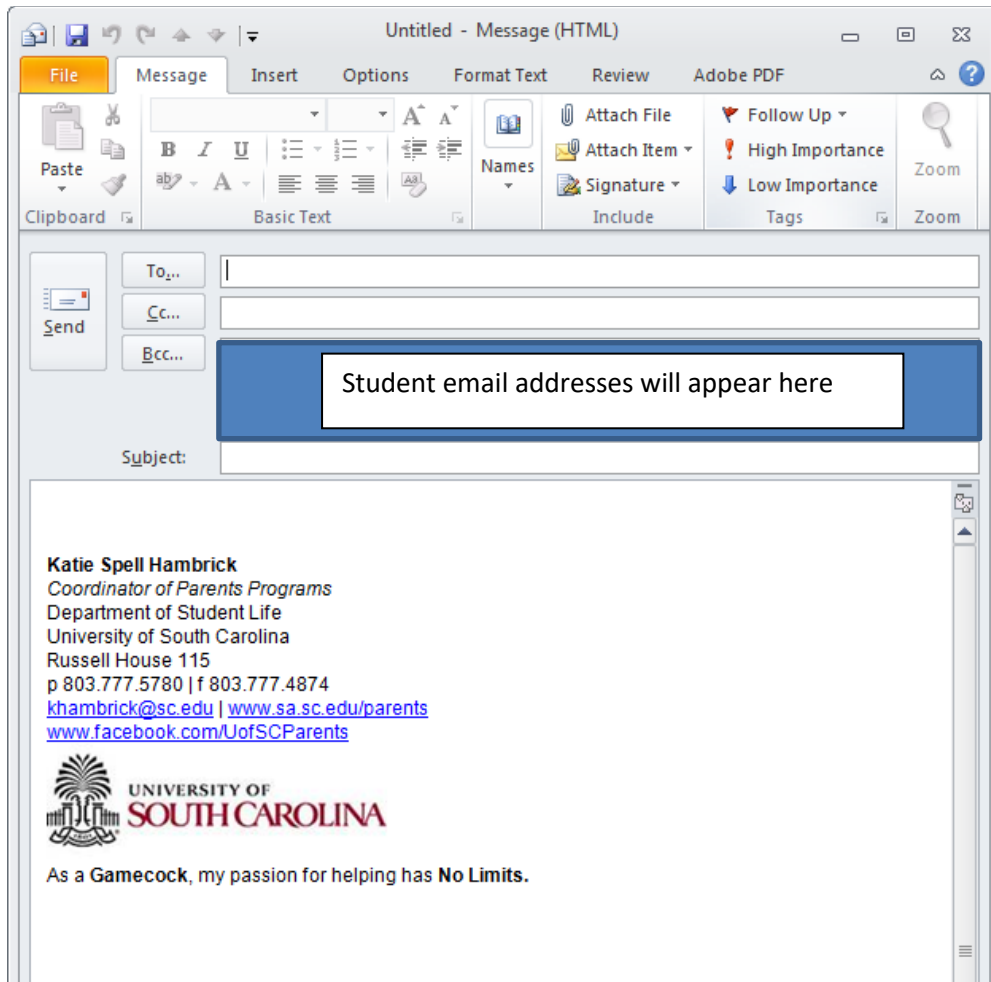 Untitled - Message (HTML)
File Message Insert Options Format Text Review Adobe PDF
Paste
Clipboard
B I U
A A
ab A Aa
Basic Text
Names
Attach File
Attach Item
Signature
Include
Follow Up
High Importance
Low Importance
Tags
Zoom
Zoom
Send
To...
Cc...
Bcc...
Student email addresses will appear here
Subject:
Katie Spell Hambrick
Coordinator of Parents Programs
Department of Student Life
University of South Carolina
Russell House 115
p 803.777.5780 | f 803.777.4874
khambrick@sc.edu | www.sa.sc.edu/parents
www.facebook.com/UofSCParents
UNIVERSITY OF
SOUTH CAROLINA
As a Gamecock, my passion for helping has No Limits.